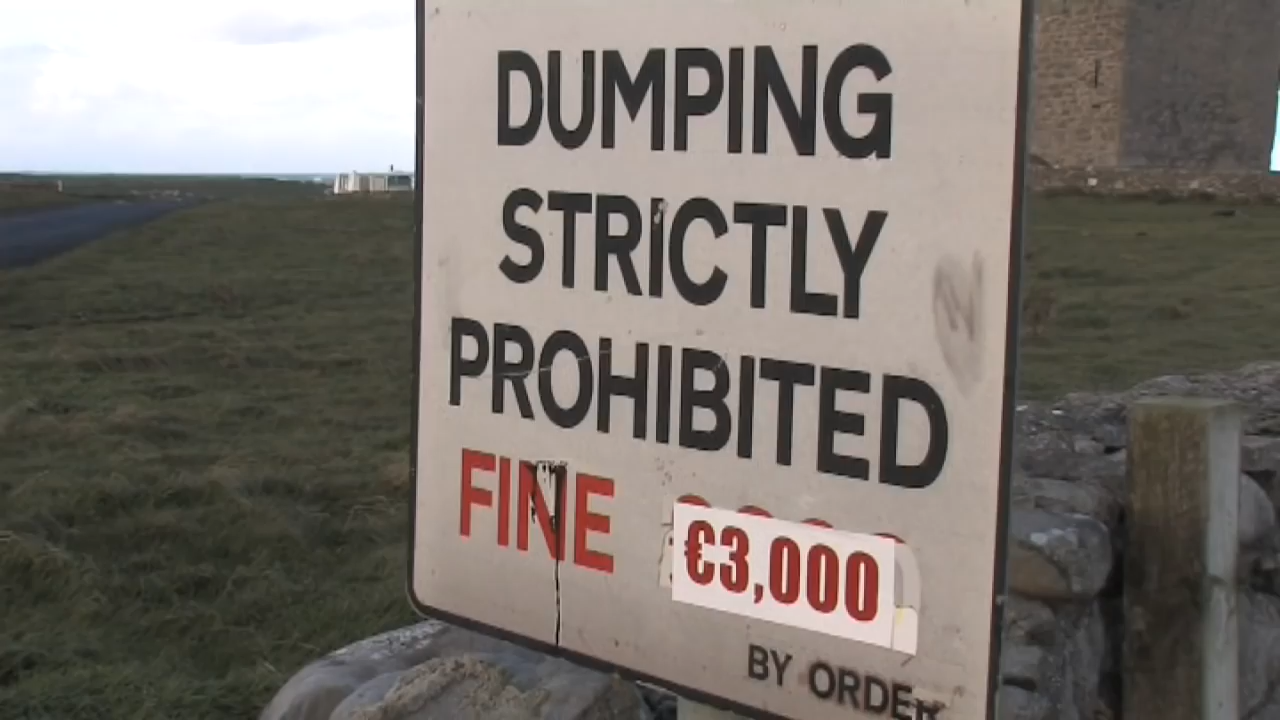 DUMPING
STRICTLY
PROHIBITED
FINE €3,000
BY ORDER